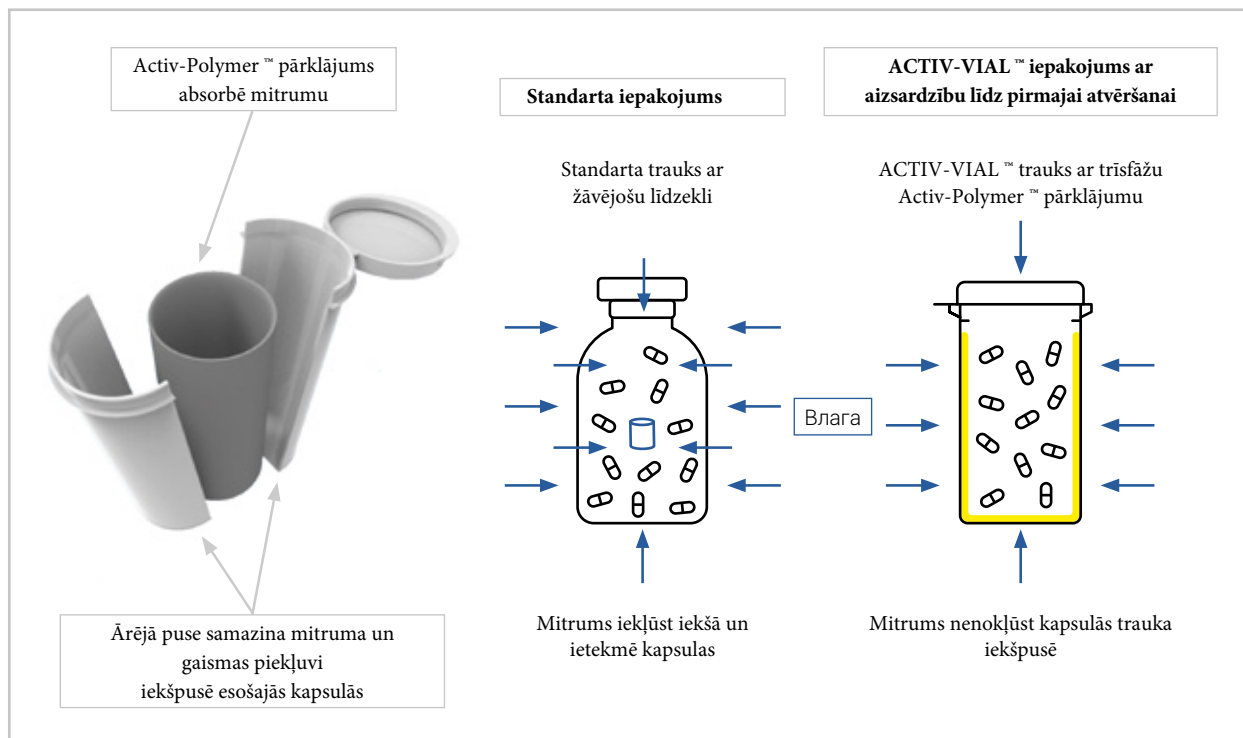 Activ-Polymer ™ pārklājums
absorbē mitrumu
Ārējā puse samazina mitruma un
gaismas piekļuvi
iekšpusē esošajās kapsulās
Standarta iepakojums
Standarta trauks ar
žāvējošu līdzekli
Mitrums iekļūst iekšā un
ietekmē kapsulas
Влага
ACTIV-VIAL ™ iepakojums ar
aizsardzību līdz pirmajai atvēršanai
ACTIV-VIAL ™ trauks ar trīsfāžu
Activ-Polymer ™ pārklājumu
Mitrums nenokļūst kapsulās trauka
iekšpusē